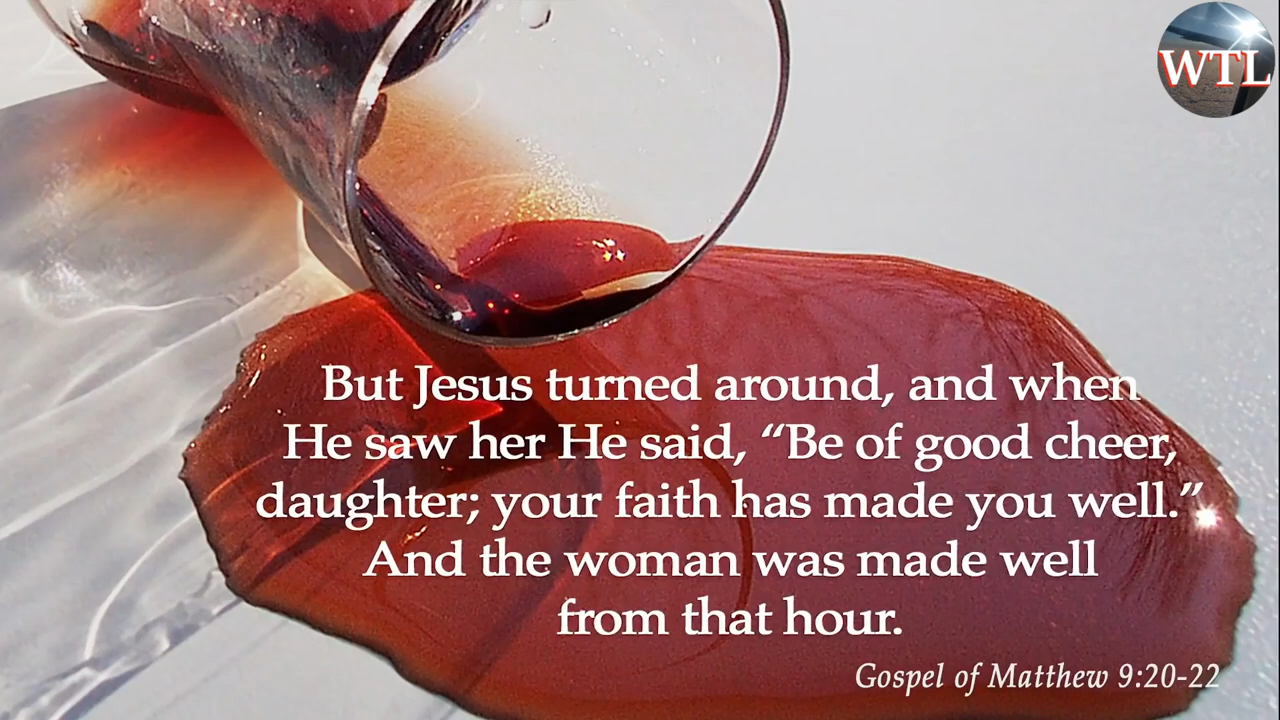 WTL
But Jesus turned around, and when
He saw her He said, “Be of good cheer,
daughter; your faith has made you well.”
And the woman was made well
from that hour.
Gospel of Matthew 9:20-22